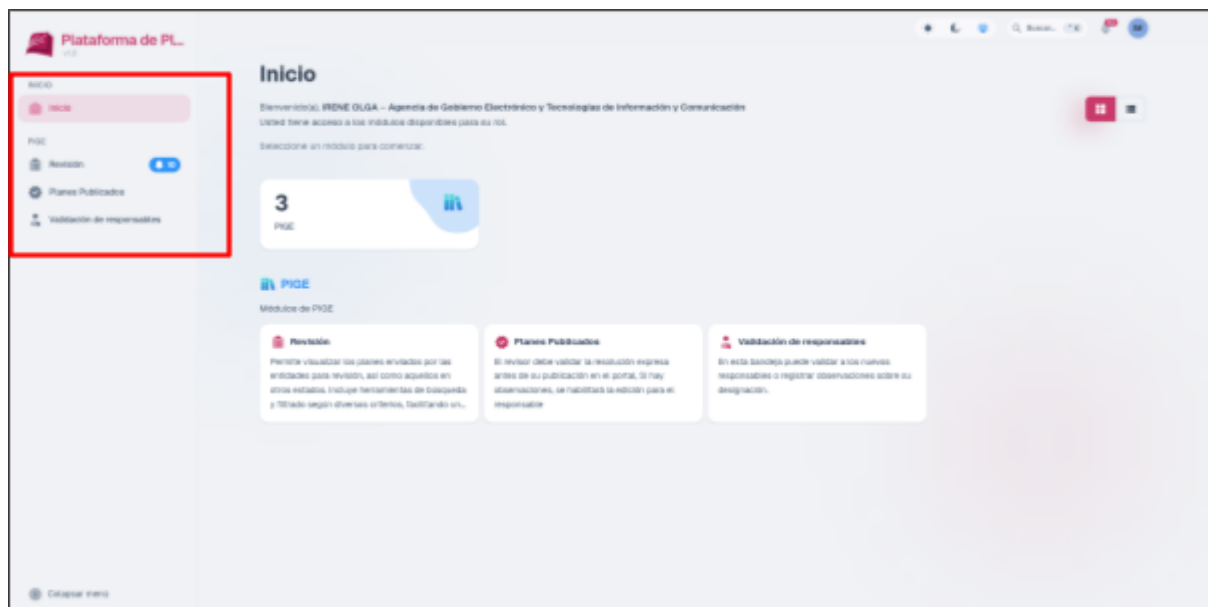 Plataforma de PL...
v1.0
INICIO
Inicio
PIGE
Revisión
10
Planes Publicados
Validación de responsables
Colapsar menú
Buscar...
Inicio
Bienvenido(a), IRENE OLGA – Agencia de Gobierno Electrónico y Tecnologías de Información y Comunicación
Usted tiene acceso a los módulos disponibles para su rol.
Seleccione un módulo para comenzar.
3
PIGE
PIGE
Módulos de PIGE
Revisión
Permite visualizar los planes enviados por las
entidades para revisión, así como aquellos en
otros estados. Incluye herramientas de búsqueda
y filtrado según diversos criterios, facilitando un...
Planes Publicados
El revisor debe validar la resolución expresa
antes de su publicación en el portal. Si hay
observaciones, se habilitará la edición para el
responsable
Validación de responsables
En esta bandeja puede validar a los nuevos
responsables o registrar observaciones sobre su
designación.